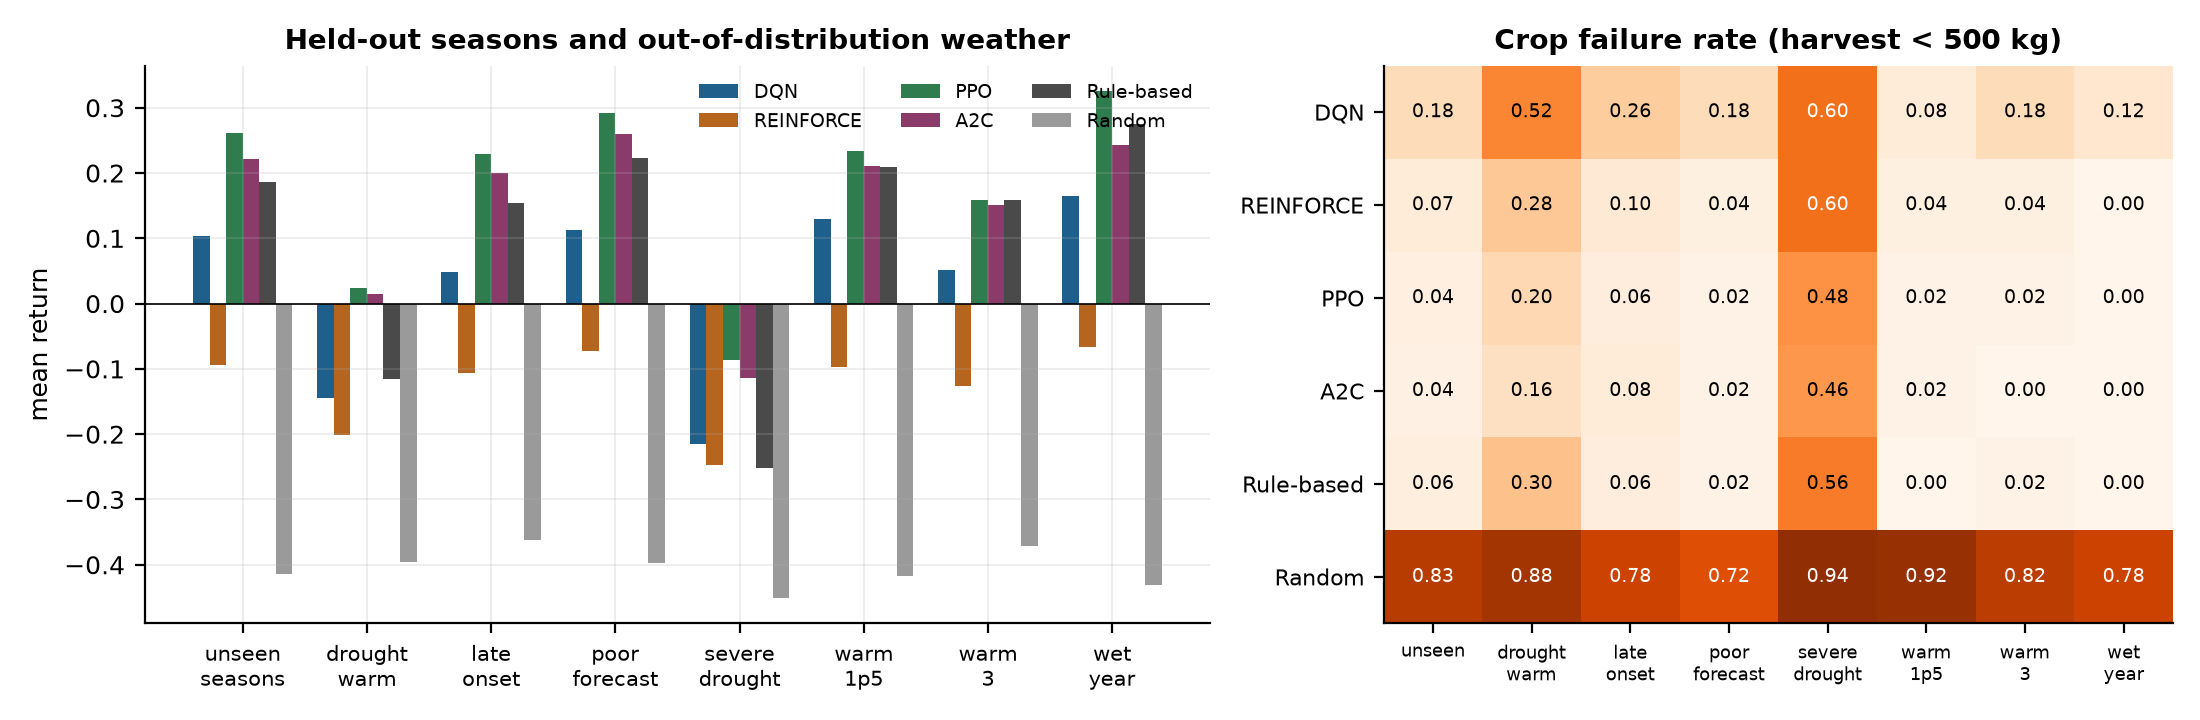 Held-out seasons and out-of-distribution weather
DQN
REINFORCE
PPO
A2C
Rule-based
Random
mean return
0.3
0.2
0.1
0.0
−0.1
−0.2
−0.3
−0.4
unseen seasons
drought warm
late onset
poor forecast
severe drought
warm 1p5
warm 3
wet year
Crop failure rate (harvest < 500 kg)
DQN 0.18 0.52 0.26 0.18 0.60 0.08 0.18 0.12
REINFORCE 0.07 0.28 0.10 0.04 0.60 0.04 0.04 0.00
PPO 0.04 0.20 0.06 0.02 0.48 0.02 0.02 0.00
A2C 0.04 0.16 0.08 0.02 0.46 0.02 0.00 0.00
Rule-based 0.06 0.30 0.06 0.02 0.56 0.00 0.02 0.00
Random 0.83 0.88 0.78 0.72 0.94 0.92 0.82 0.78
unseen
drought warm
late onset
poor forecast
severe drought
warm 1p5
warm 3
wet year